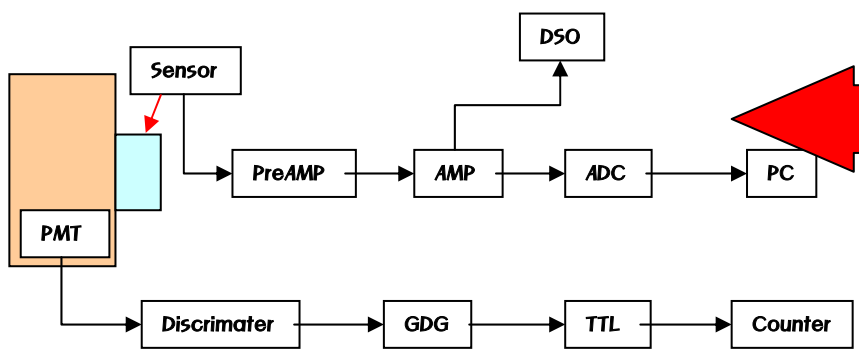 DSO
Sensor
PreAMP
AMP
ADC
PC
PMT
Discrimater
GDG
TTL
Counter